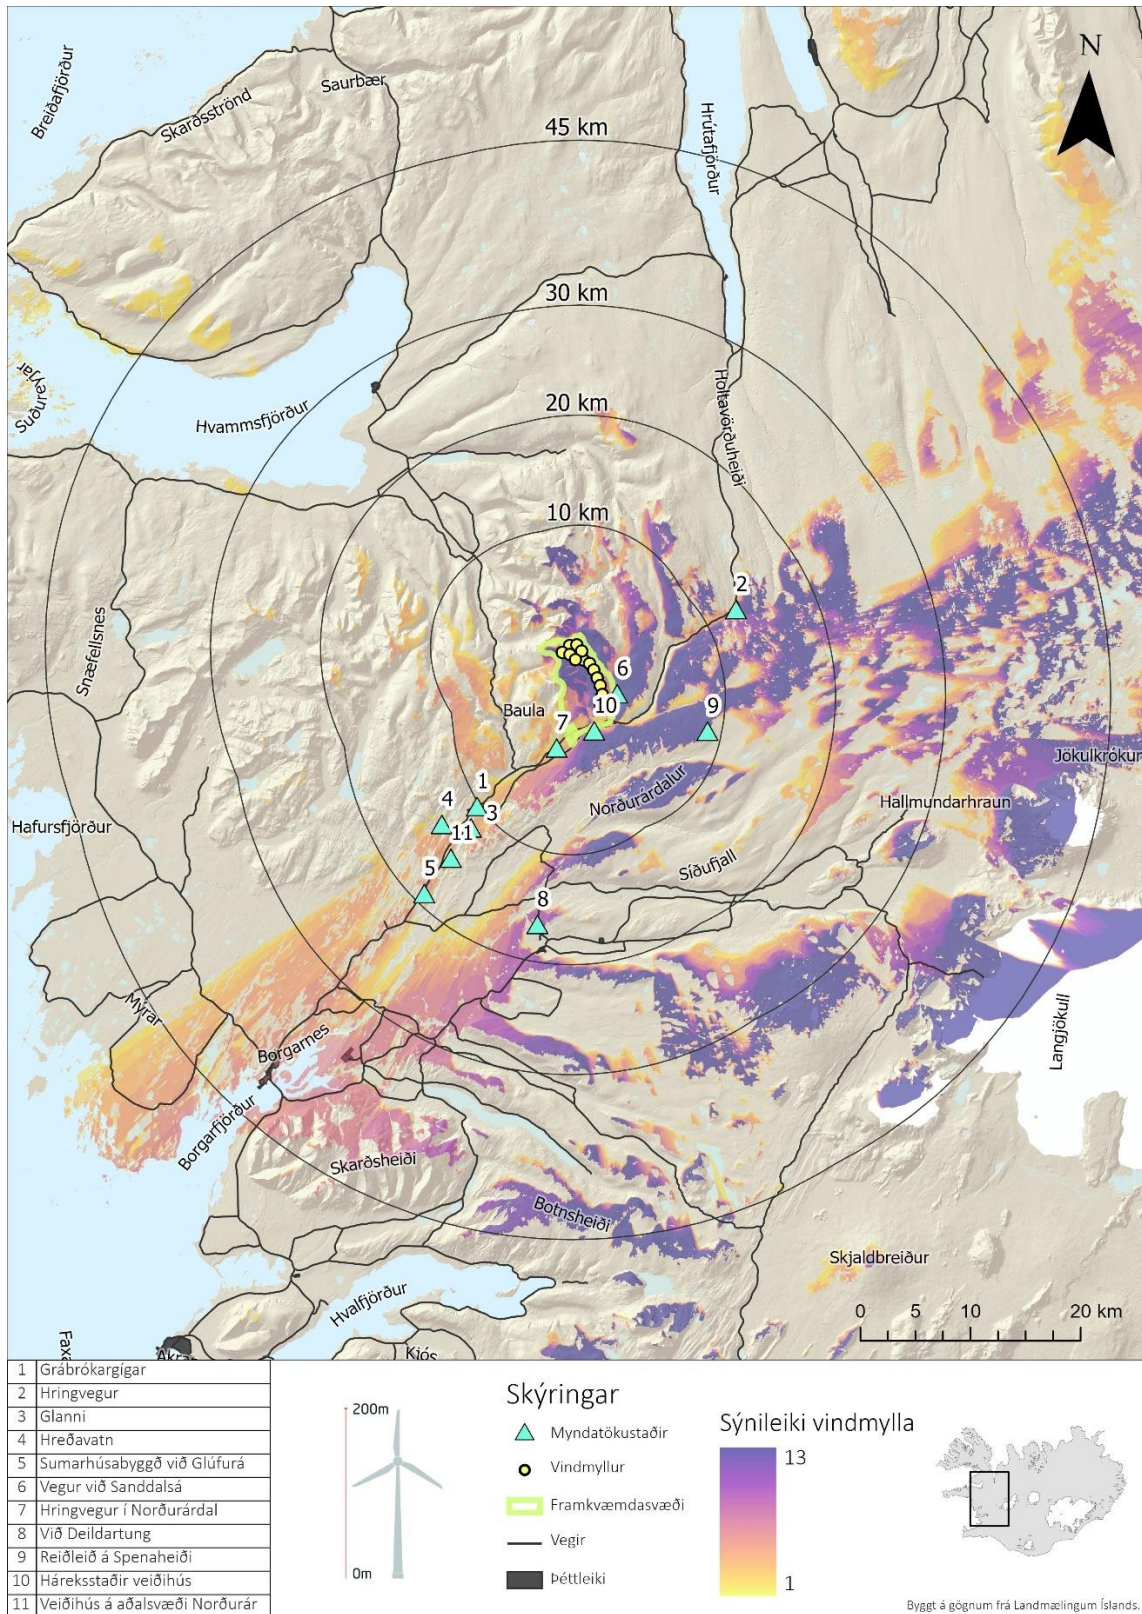 Breiðafjörður
Skarðsströnd
Saurbær
Hrútafjörður
N
45 km
30 km
20 km
10 km
Suðureyjar
Hvammsfjörður
Holtavörðuheiði
Snæfellsnes
2
6
Baula
7
10
9
Jökulkrókur
1
4
3
11
5
Norðurárdalur
Hallmundarhraun
Hafursfjörður
Síðufjall
8
Mýrar
Borgarnes
Borgarfjörður
Langjökull
Skarðsheiði
Botnsheiði
Skjaldbreiður
Hvalfjörður
0 5 10 20 km
Kjós
1 Grábrókargígar
2 Hringvegur
3 Glanni
4 Hreðavatn
5 Sumarhúsabyggð við Glúfurá
6 Vegur við Sanddalsá
7 Hringvegur í Norðurárdal
8 Við Deildartung
9 Reiðleið á Spenaheiði
10 Háreksstaðir veiðihús
11 Veiðihús á aðalsvæði Norðurár
200m
0m
Skýringar
Myndatökustaðir
Vindmyllur
Framkvæmdasvæði
Vegir
Þéttleiki
Sýnileiki vindmylla
13
1
Byggt á gögnum frá Landmælingum Íslands.